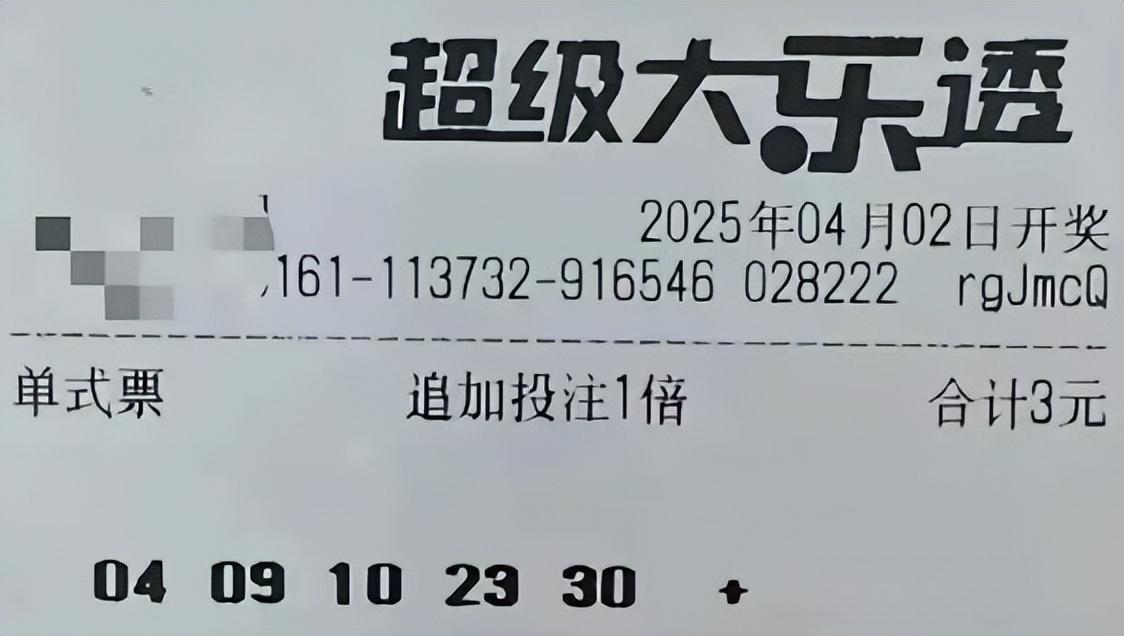 超级大乐透
2025年04月02日开奖
161-113732-916546 028222 rgJmcQ
单式票 追加投注1倍 合计3元
04 09 10 23 30 +